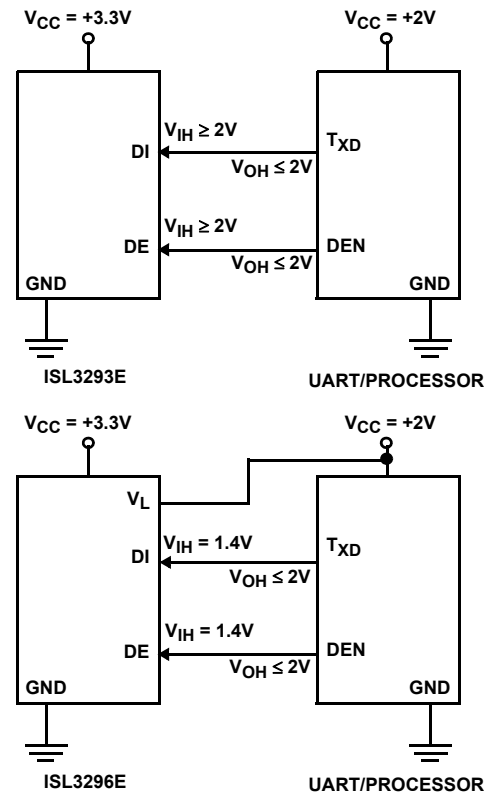 VCC = +3.3V
VCC = +2V
DI
VIH ≥ 2V
TXD
VOH ≤ 2V
DE
VIH ≥ 2V
DEN
VOH ≤ 2V
GND
GND
ISL3293E
UART/PROCESSOR
VCC = +3.3V
VCC = +2V
VL
DI
VIH = 1.4V
TXD
VOH ≤ 2V
DE
VIH = 1.4V
DEN
VOH ≤ 2V
GND
GND
ISL3296E
UART/PROCESSOR